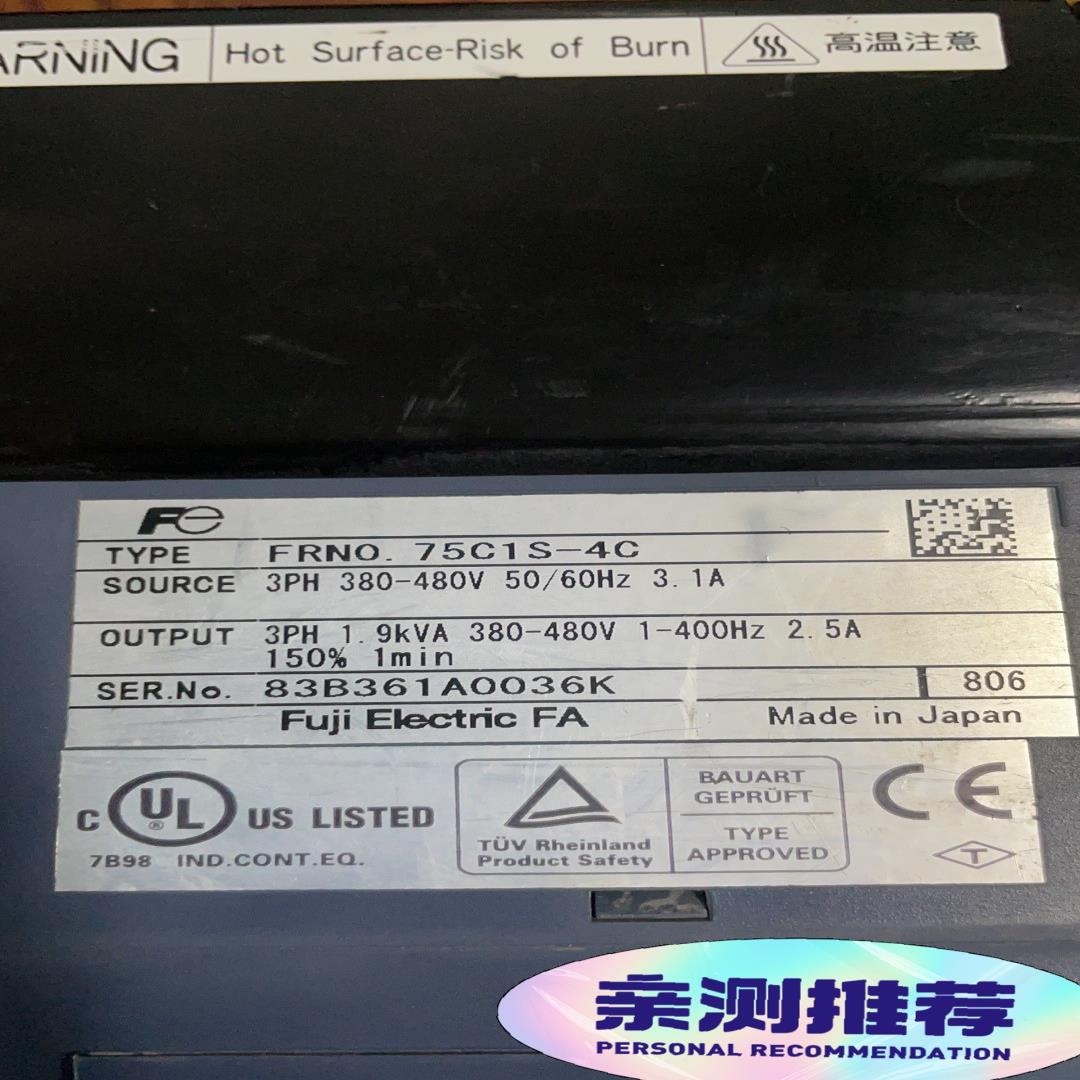 ARNING Hot Surface-Risk of Burn 高温注意
Fe
TYPE FRN0. 75C1S-4C
SOURCE 3PH 380-480V 50/60Hz 3. 1A
OUTPUT 3PH 1. 9kVA 380-480V 1-400Hz 2. 5A
150% 1min
SER.No. 83B361A0036K 806
Fuji Electric FA Made in Japan
C UL ® US LISTED
7B98 IND.CONT.EQ.
TÜV Rheinland
Product Safety
BAUART
GEPRÜFT
TYPE
APPROVED
CE
T
亲测推荐
PERSONAL RECOMMENDATION